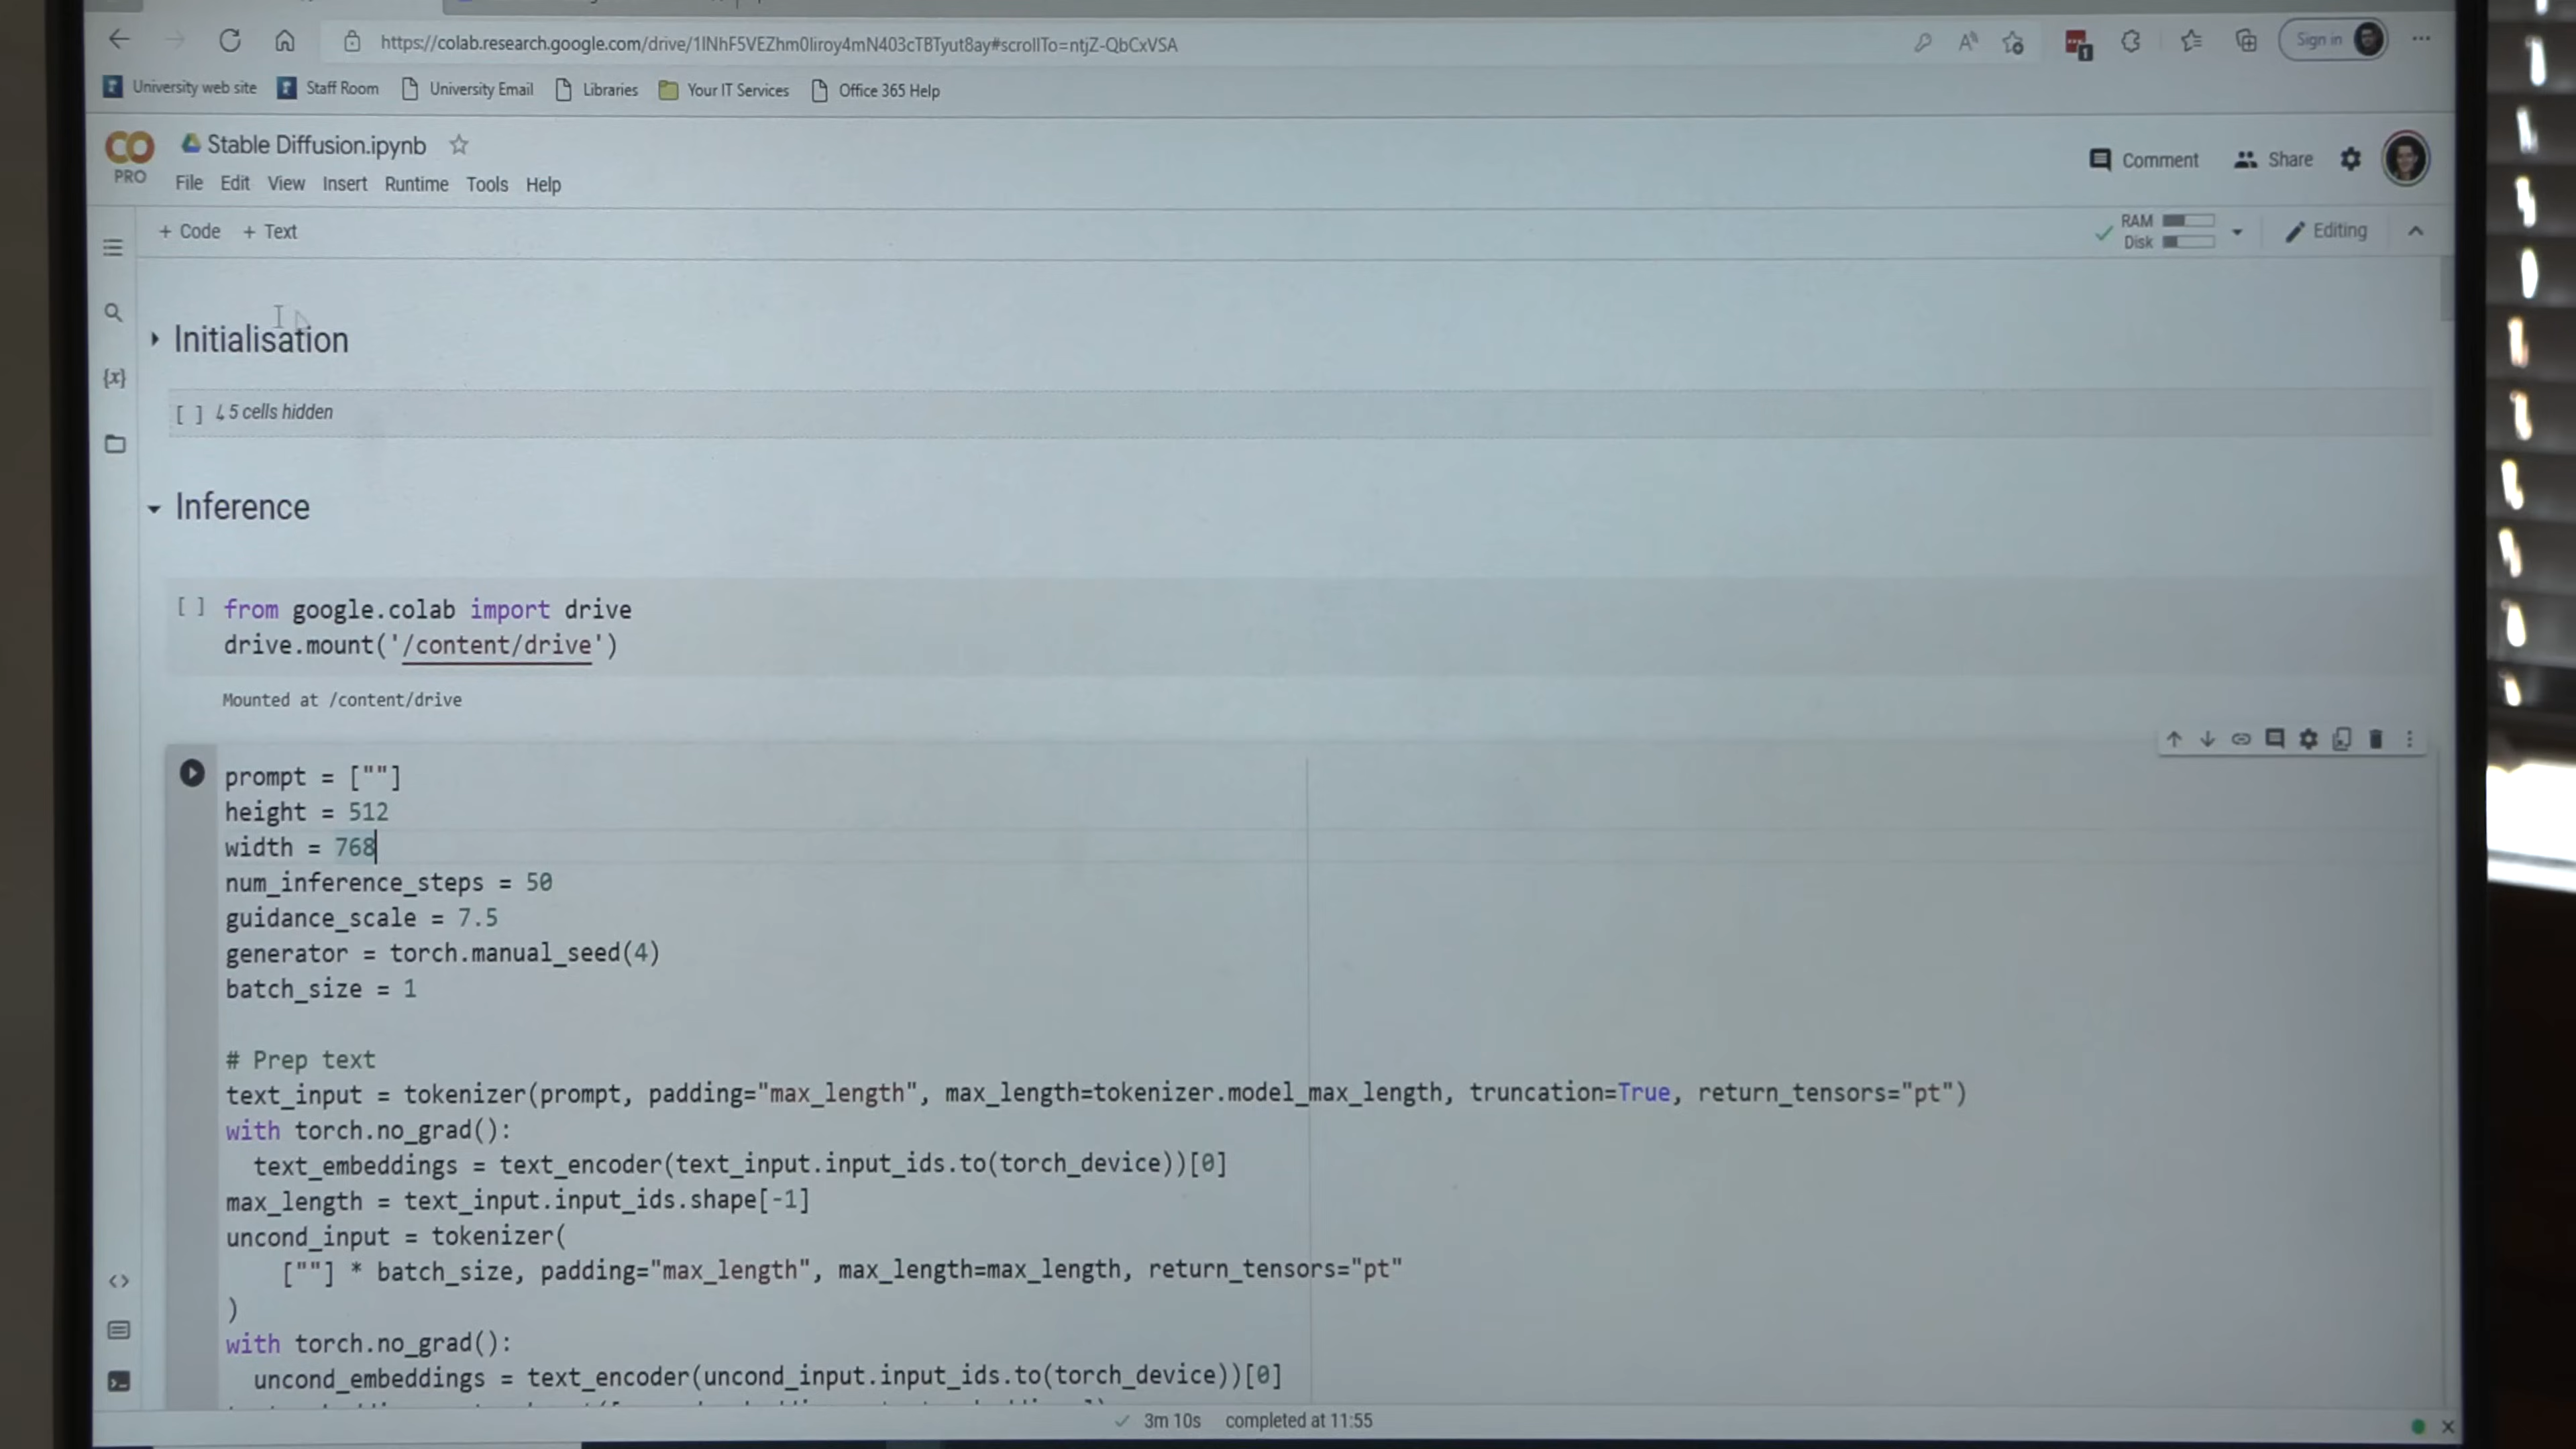 https://colab.research.google.com/drive/1lNhF5VEZhm0liroy4mN403cTBTyut8ay#scrollTo=ntjZ-QbCxVSA
Sign in
University web site Staff Room University Email Libraries Your IT Services Office 365 Help
CO PRO
Stable Diffusion.ipynb
File Edit View Insert Runtime Tools Help
Comment Share
+ Code + Text
RAM
Disk
Editing
Initialisation
[ ] ↳ 5 cells hidden
Inference
[ ] from google.colab import drive
drive.mount('/content/drive')
Mounted at /content/drive
prompt = [""]
height = 512
width = 768
num_inference_steps = 50
guidance_scale = 7.5
generator = torch.manual_seed(4)
batch_size = 1
# Prep text
text_input = tokenizer(prompt, padding="max_length", max_length=tokenizer.model_max_length, truncation=True, return_tensors="pt")
with torch.no_grad():
text_embeddings = text_encoder(text_input.input_ids.to(torch_device))[0]
max_length = text_input.input_ids.shape[-1]
uncond_input = tokenizer(
[""] * batch_size, padding="max_length", max_length=max_length, return_tensors="pt"
)
with torch.no_grad():
uncond_embeddings = text_encoder(uncond_input.input_ids.to(torch_device))[0]
3m 10s completed at 11:55